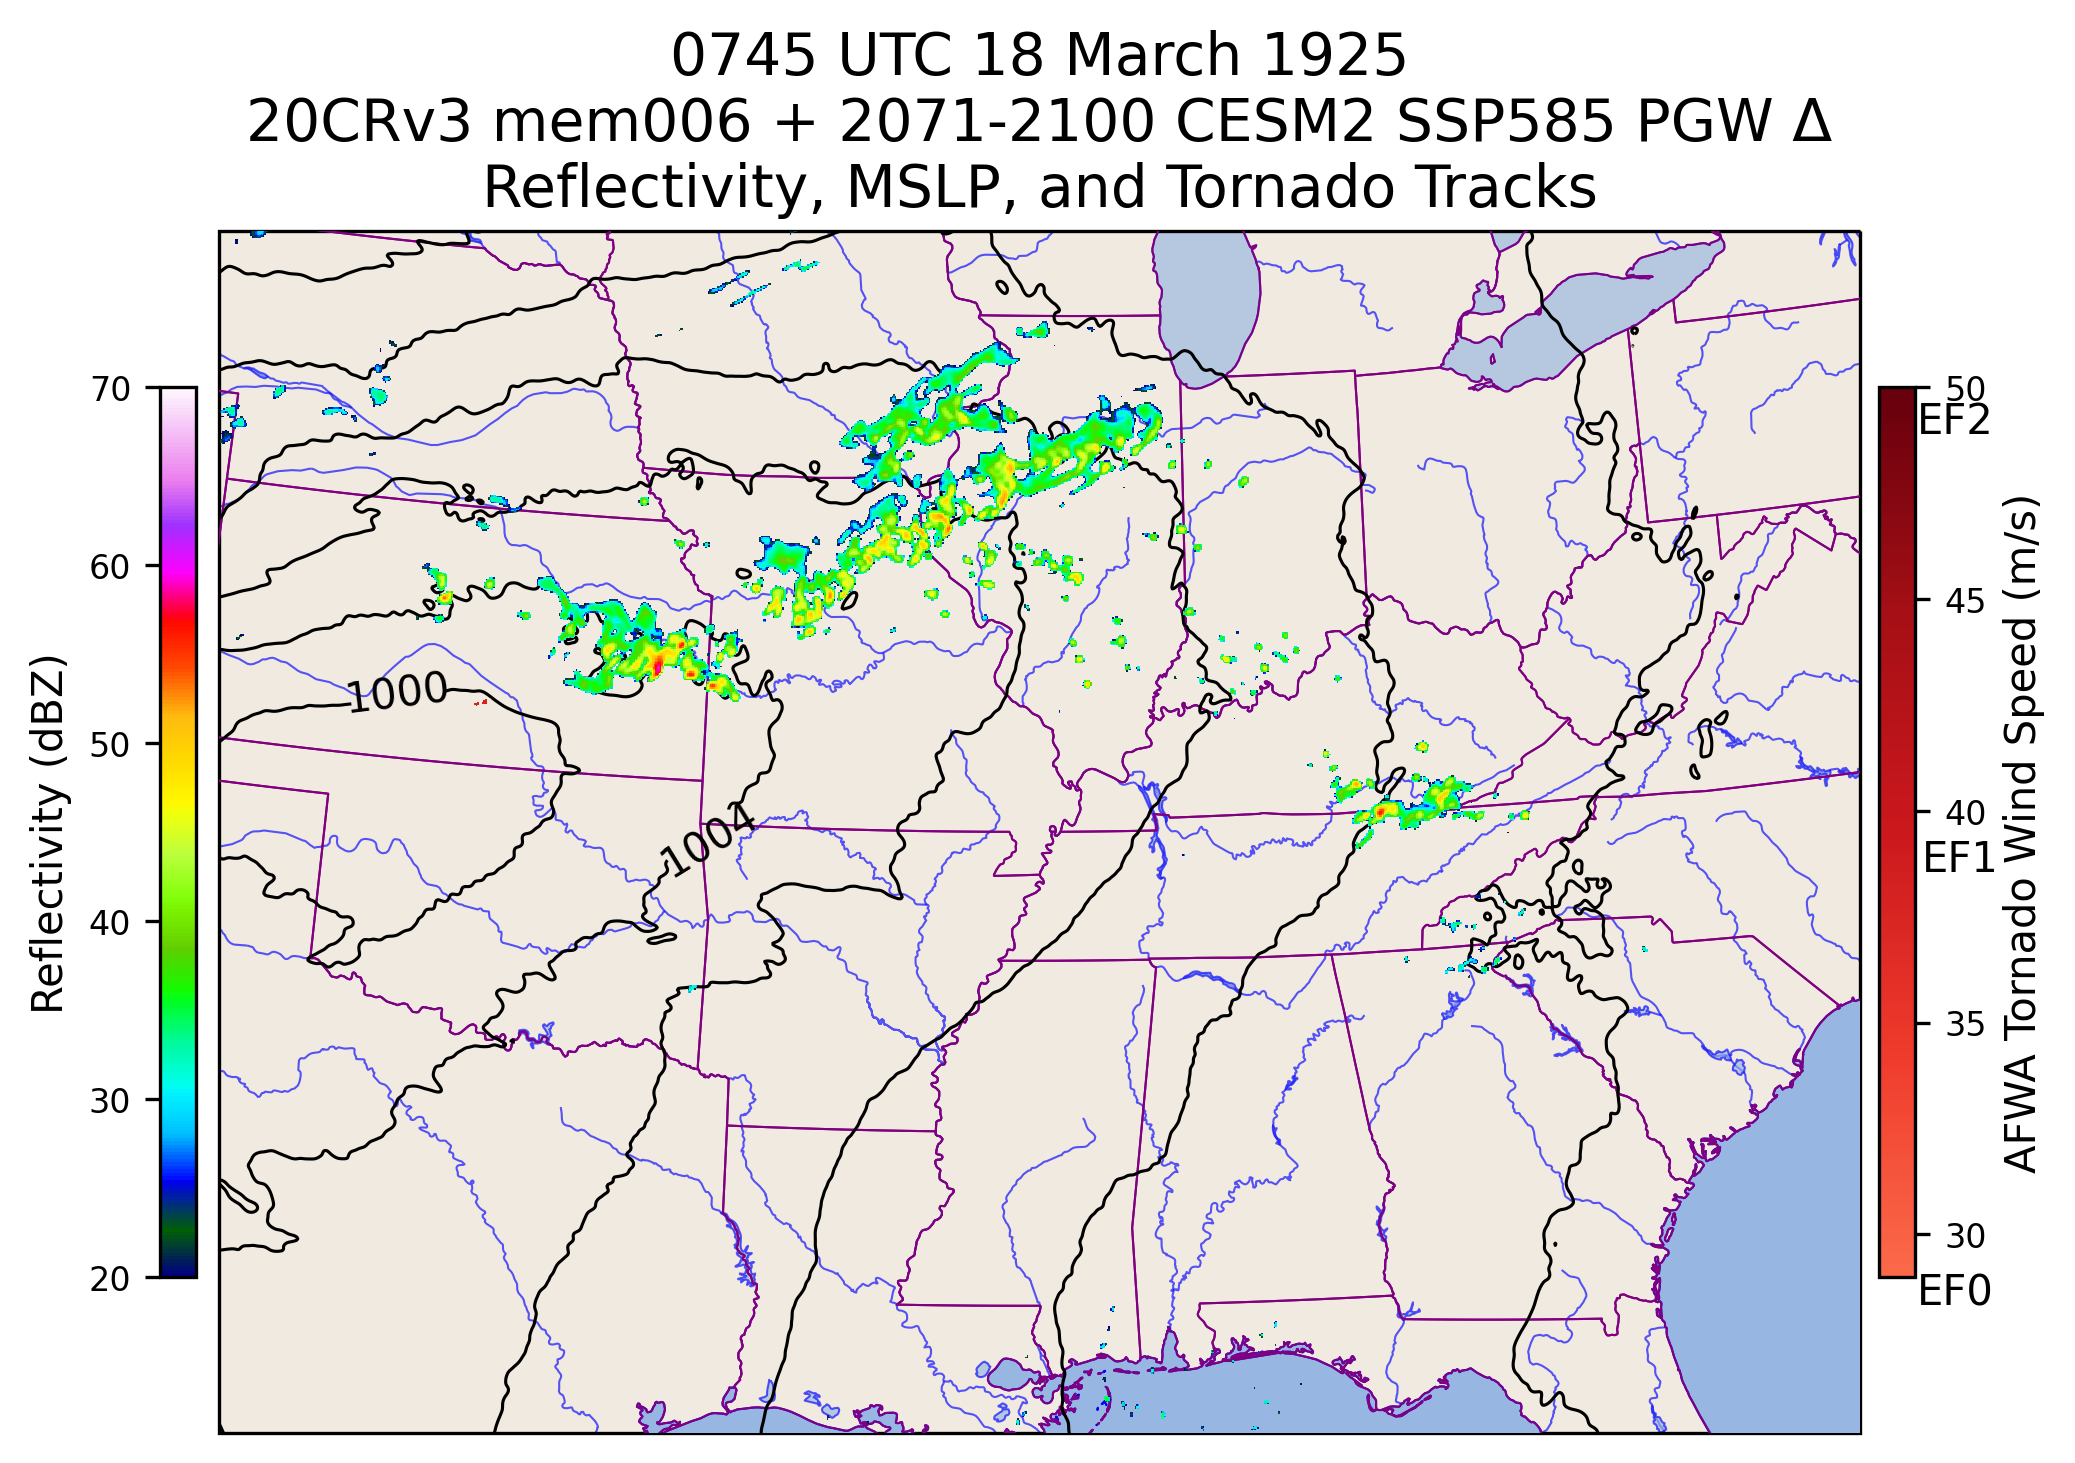 0745 UTC 18 March 1925
20CRv3 mem006 + 2071-2100 CESM2 SSP585 PGW Δ
Reflectivity, MSLP, and Tornado Tracks
70
60
50
40
30
20
Reflectivity (dBZ)
1000
1004
50
EF2
45
40
EF1
35
30
EF0
AFWA Tornado Wind Speed (m/s)